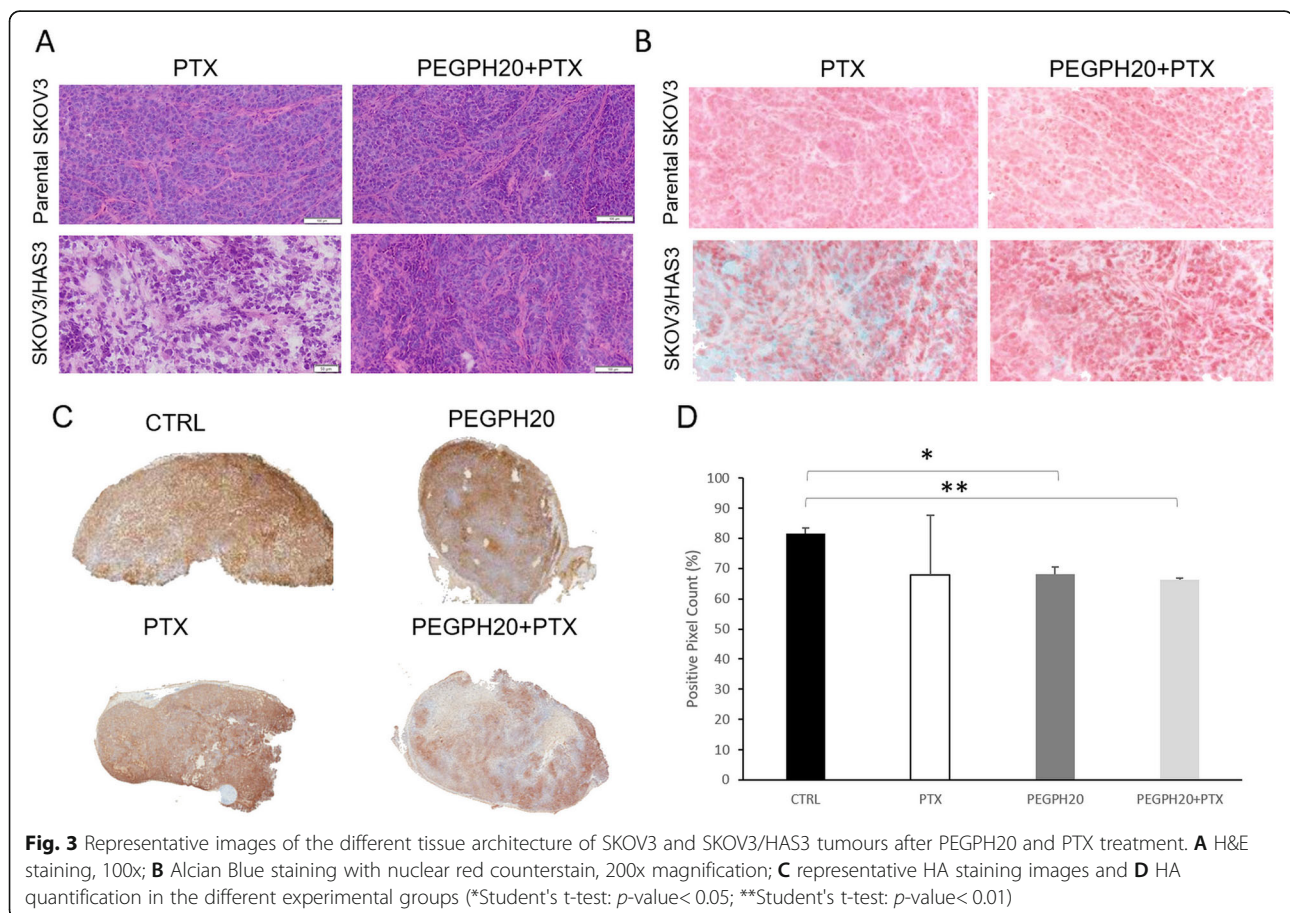 A
PTX PEGPH20+PTX
Parental SKOV3
SKOV3/HAS3
B
PTX PEGPH20+PTX
Parental SKOV3
SKOV3/HAS3
C
CTRL PEGPH20
PTX PEGPH20+PTX
D
*
**
Positive Pixel Count (%)
100
90
80
70
60
50
40
30
20
10
0
CTRL PTX PEGPH20 PEGPH20+PTX
Fig. 3 Representative images of the different tissue architecture of SKOV3 and SKOV3/HAS3 tumours after PEGPH20 and PTX treatment. A H&E
staining, 100x; B Alcian Blue staining with nuclear red counterstain, 200x magnification; C representative HA staining images and D HA
quantification in the different experimental groups (*Student's t-test: p-value< 0.05; **Student's t-test: p-value< 0.01)